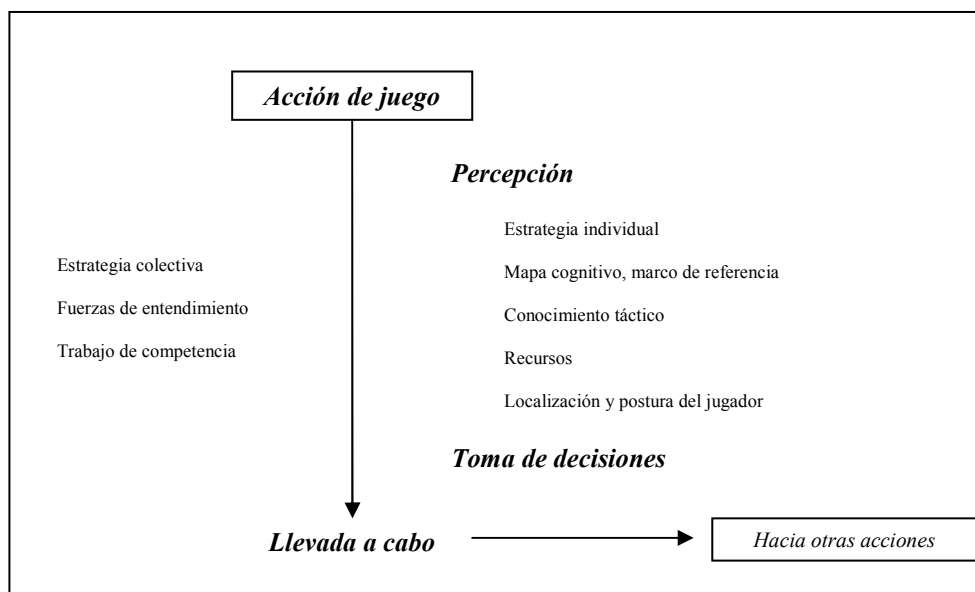 Acción de juego
Percepción
Estrategia individual
Estrategia colectiva
Mapa cognitivo, marco de referencia
Fuerzas de entendimiento
Conocimiento táctico
Trabajo de competencia
Recursos
Localización y postura del jugador
Toma de decisiones
Llevada a cabo
Hacia otras acciones